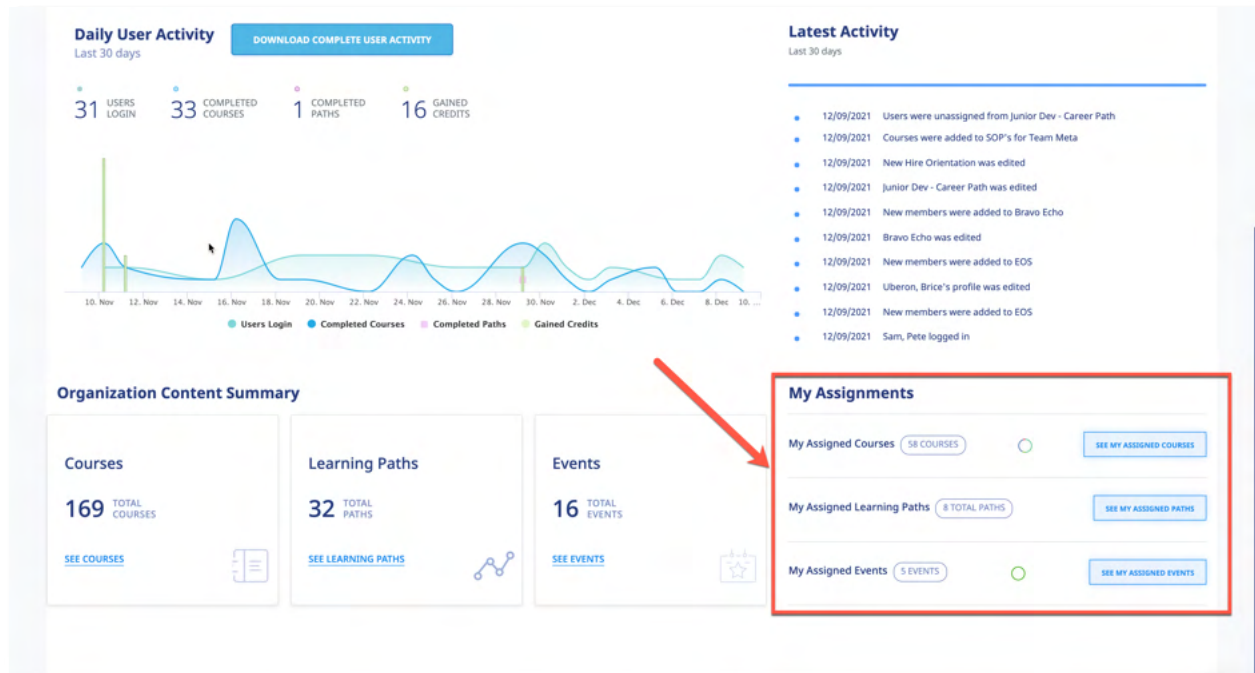 Daily User Activity
Last 30 days
DOWNLOAD COMPLETE USER ACTIVITY
31 USERS LOGIN
33 COMPLETED COURSES
1 COMPLETED PATHS
16 GAINED CREDITS
10. Nov 12. Nov 14. Nov 16. Nov 18. Nov 20. Nov 22. Nov 24. Nov 26. Nov 28. Nov 30. Nov 2. Dec 4. Dec 6. Dec 8. Dec 10. ...
Users Login Completed Courses Completed Paths Gained Credits
Latest Activity
Last 30 days
12/09/2021 Users were unassigned from Junior Dev - Career Path
12/09/2021 Courses were added to SOP's for Team Meta
12/09/2021 New Hire Orientation was edited
12/09/2021 Junior Dev - Career Path was edited
12/09/2021 New members were added to Bravo Echo
12/09/2021 Bravo Echo was edited
12/09/2021 New members were added to EOS
12/09/2021 Uberon, Brice's profile was edited
12/09/2021 New members were added to EOS
12/09/2021 Sam, Pete logged in
Organization Content Summary
Courses
169 TOTAL COURSES
SEE COURSES
Learning Paths
32 TOTAL PATHS
SEE LEARNING PATHS
Events
16 TOTAL EVENTS
SEE EVENTS
My Assignments
My Assigned Courses 58 COURSES SEE MY ASSIGNED COURSES
My Assigned Learning Paths 8 TOTAL PATHS SEE MY ASSIGNED PATHS
My Assigned Events 5 EVENTS SEE MY ASSIGNED EVENTS